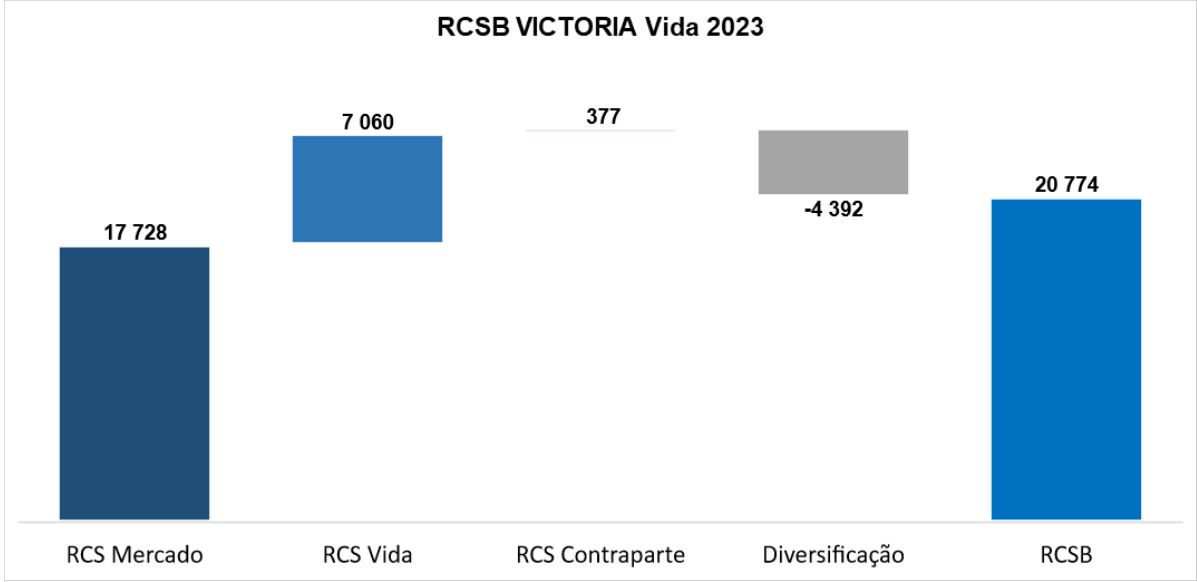 RCSB VICTORIA Vida 2023
377
7 060
20 774
-4 392
17 728
RCS Mercado
RCS Vida
RCS Contraparte
Diversificação
RCSB